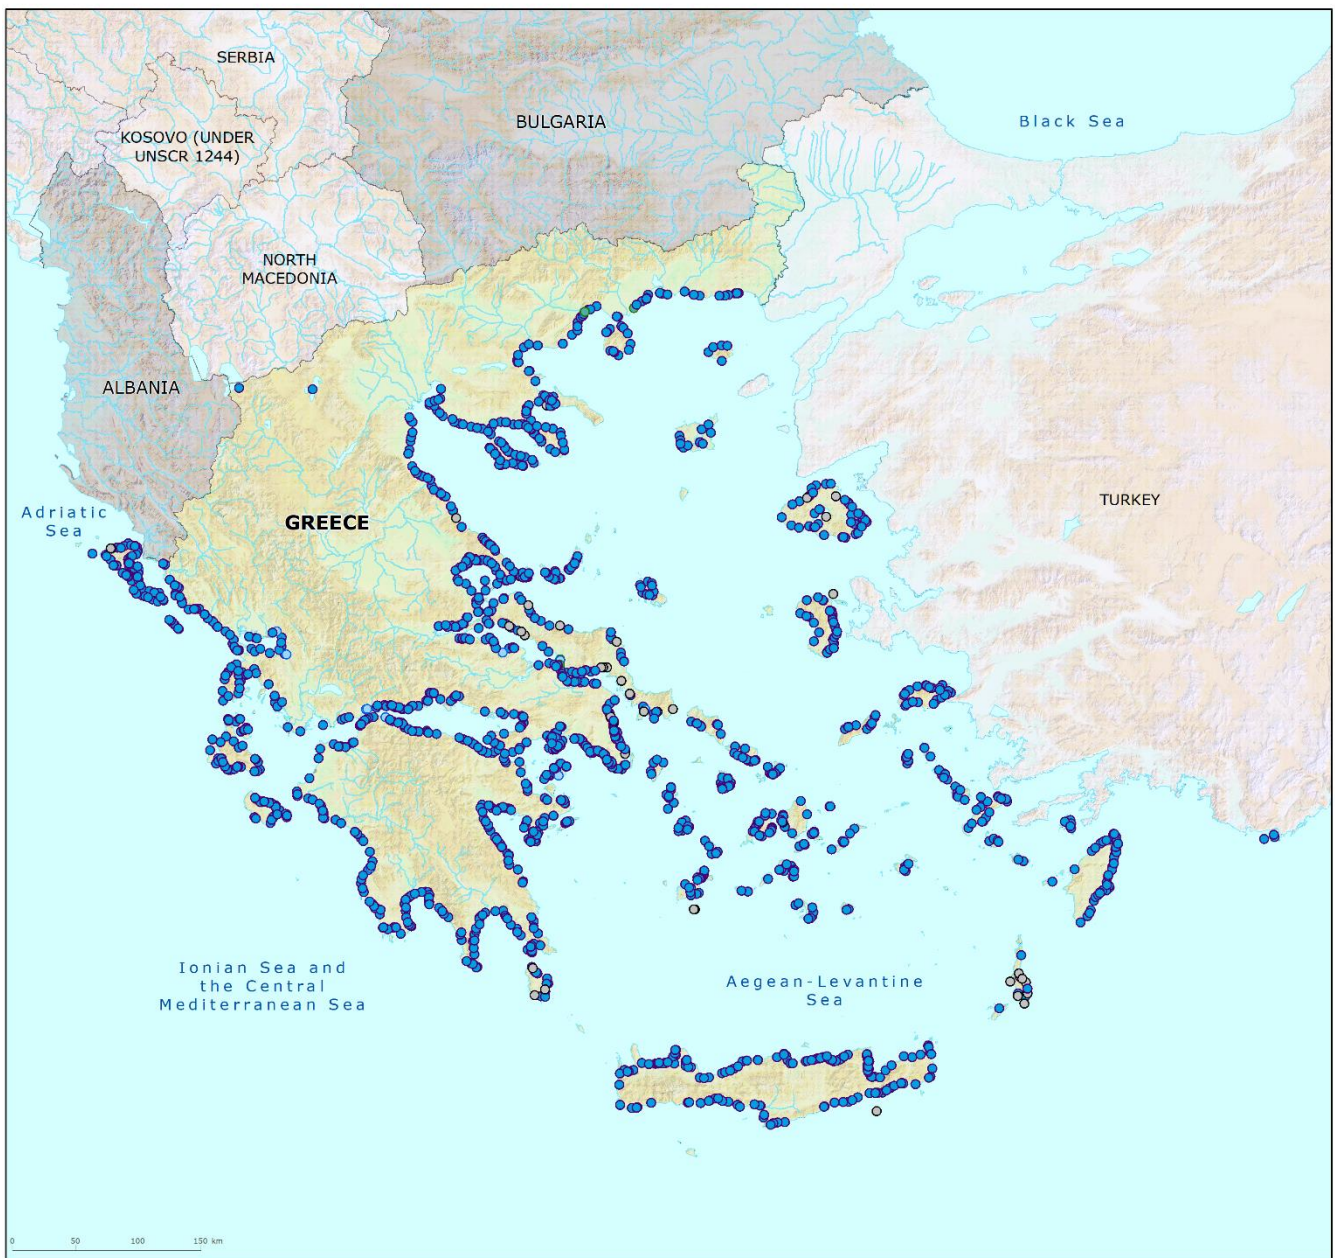 SERBIA
BULGARIA
Black Sea
KOSOVO (UNDER
UNSCR 1244)
NORTH
MACEDONIA
ALBANIA
TURKEY
Adriatic
Sea
GREECE
Ionian Sea and
the Central
Mediterranean Sea
Aegean-Levantine
Sea
0 50 100 150 km